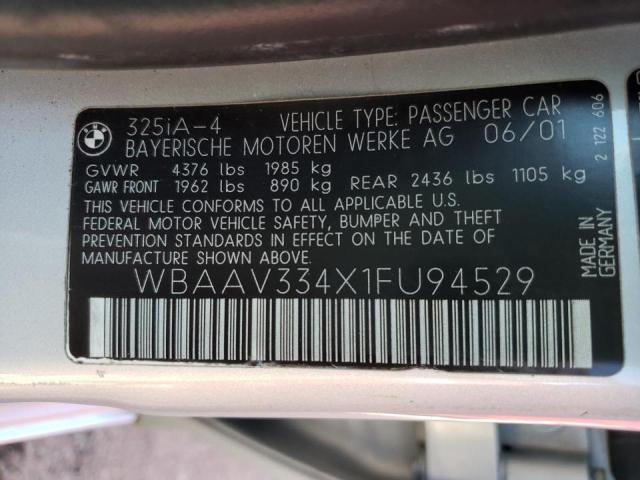 BMW
325iA-4 VEHICLE TYPE: PASSENGER CAR
BAYERISCHE MOTOREN WERKE AG 06/01
GVWR 4376 lbs 1985 kg
GAWR FRONT 1962 lbs 890 kg REAR 2436 lbs 1105 kg
THIS VEHICLE CONFORMS TO ALL APPLICABLE U.S.
FEDERAL MOTOR VEHICLE SAFETY, BUMPER AND THEFT
PREVENTION STANDARDS IN EFFECT ON THE DATE OF
MANUFACTURE SHOWN ABOVE.
WBAAV334X1FU94529
2 122 606
MADE IN
GERMANY